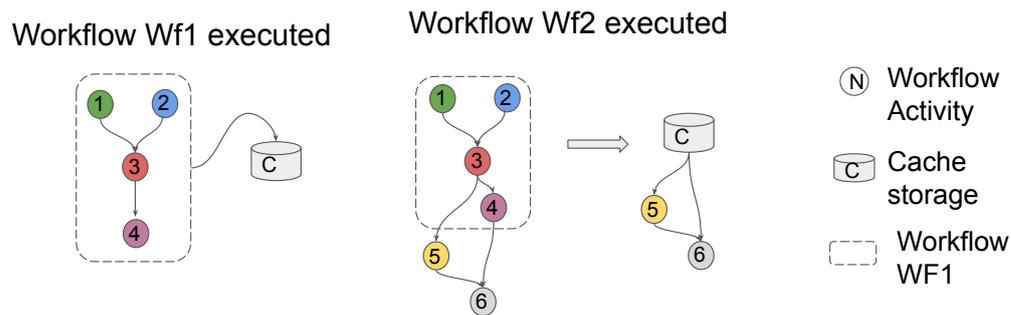 Workflow Wf1 executed
1
2
3
4
C
Workflow Wf2 executed
1
2
3
4
5
6
C
5
6
N
Workflow
Activity
C
Cache
storage
Workflow
WF1